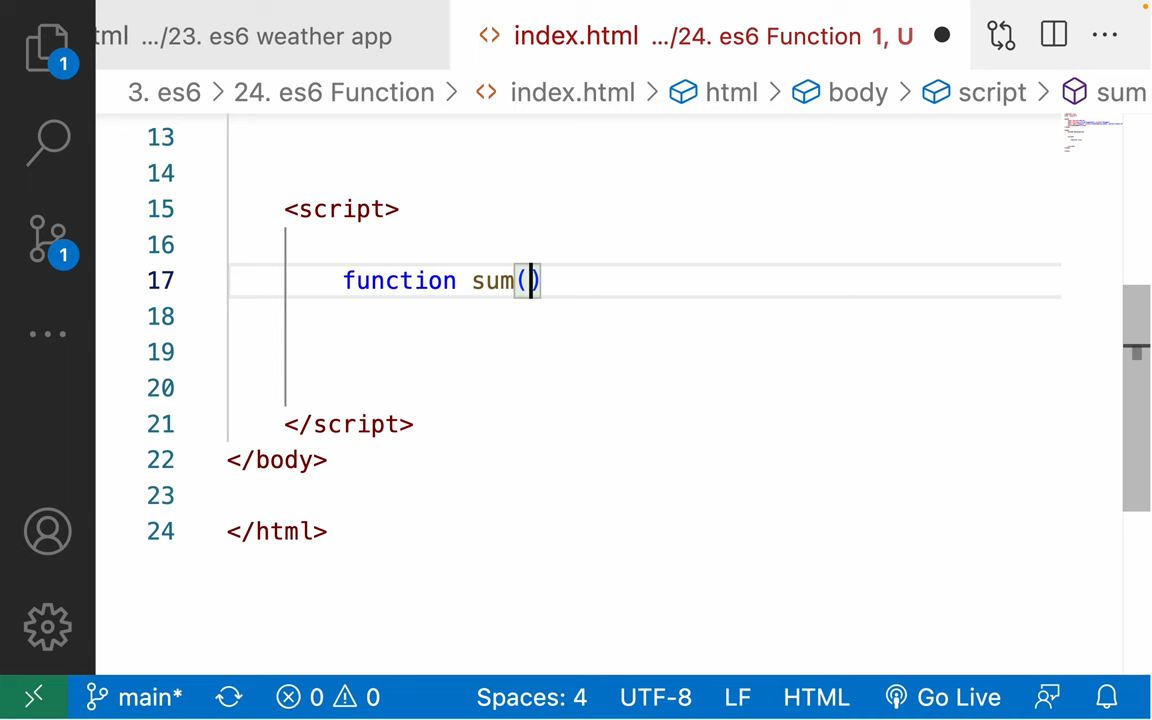 tml .../23. es6 weather app
<> index.html .../24. es6 Function 1, U
3. es6 > 24. es6 Function > <> index.html > html > body > script > sum
1
1
13
14
15 <script>
16
17 function sum()
18
19
20
21 </script>
22 </body>
23
24 </html>
main* 0 0 Spaces: 4 UTF-8 LF HTML Go Live